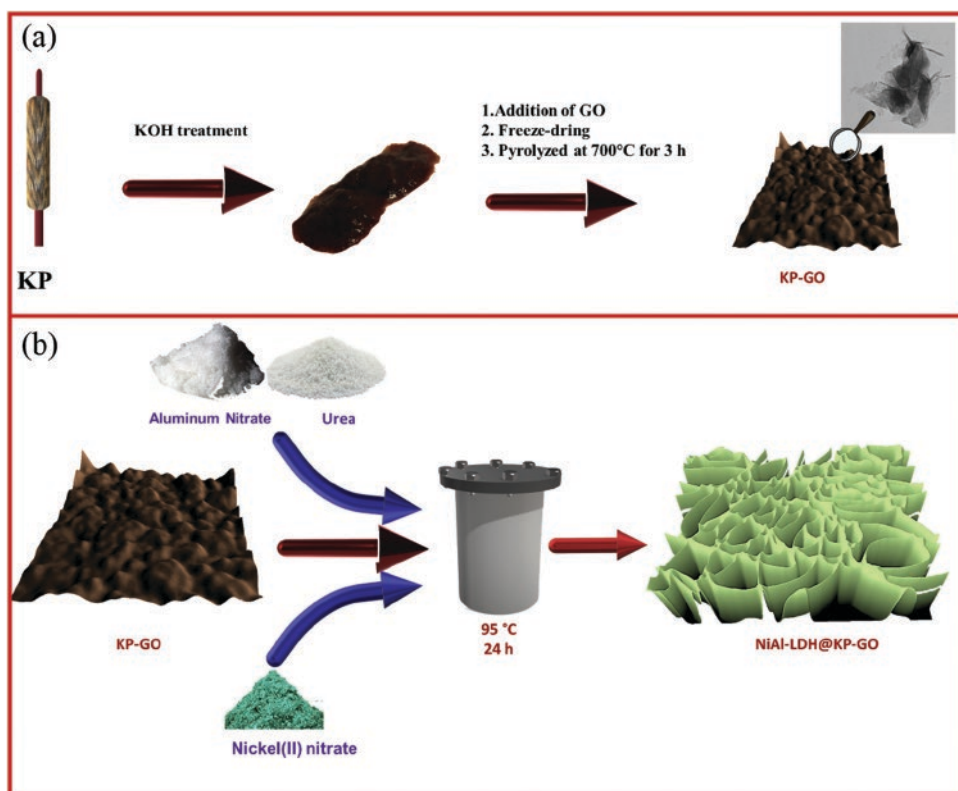 (a)
KP
KOH treatment
1.Addition of GO
2. Freeze-dring
3. Pyrolyzed at 700°C for 3 h
KP-GO
(b)
Aluminum Nitrate
Urea
KP-GO
Nickel(II) nitrate
95 °C
24 h
NiAl-LDH@KP-GO